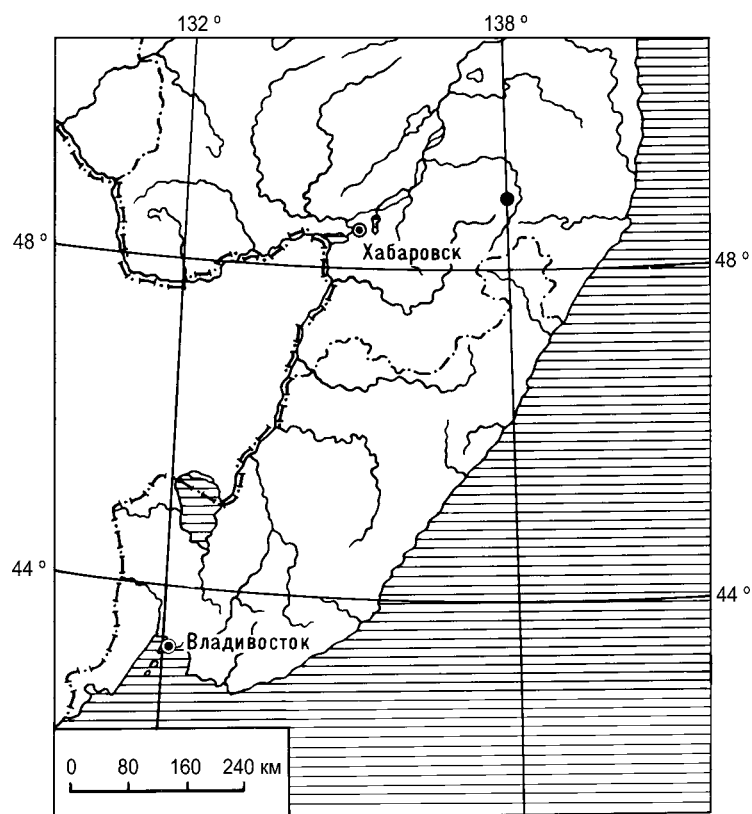 132 º 138 º
48 º
Хабаровск
48 º
44 º
44 º
Владивосток
0 80 160 240 км